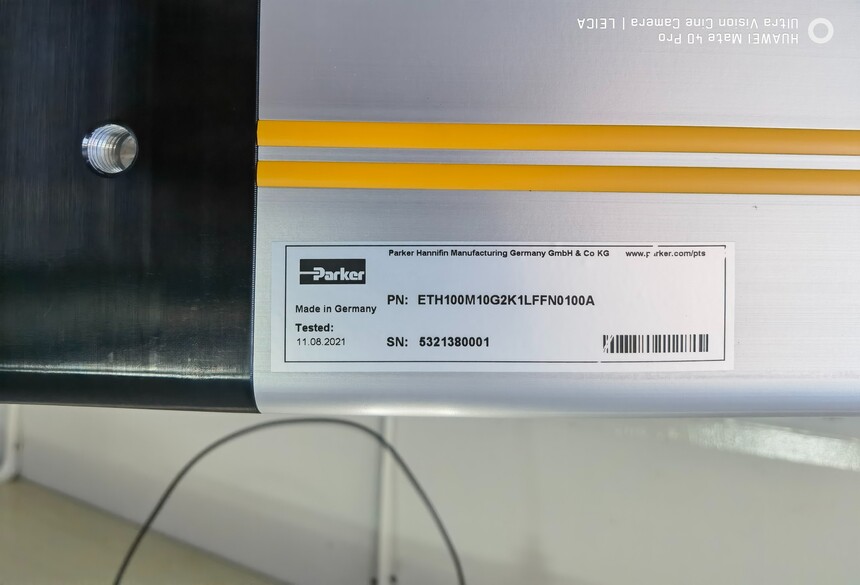 HUAWEI Mate 40 Pro
Ultra Vision Cine Camera | LEICA
Parker Hannifin Manufacturing Germany GmbH & Co KG www.parker.com/pts
Parker
PN: ETH100M10G2K1LFFN0100A
Made in Germany
Tested:
11.08.2021
SN: 5321380001